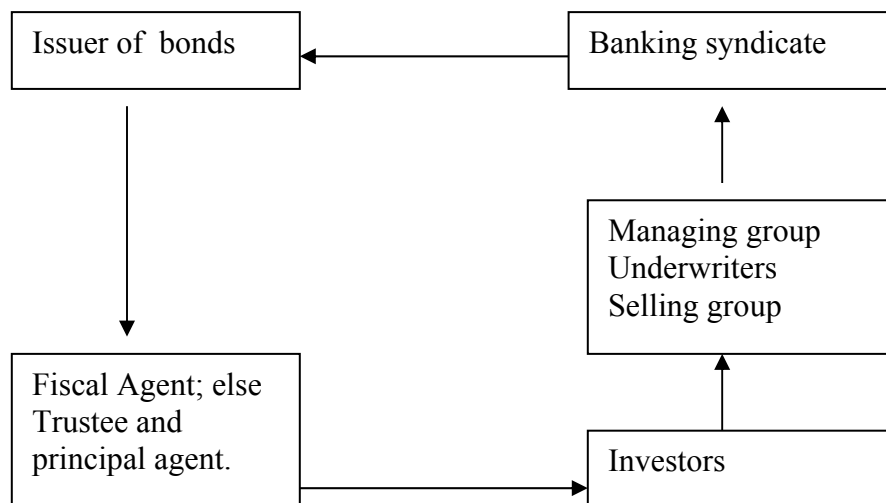 Issuer of  bonds
Banking syndicate
Managing group
Underwriters
Selling group
Fiscal Agent; else
Trustee and
principal agent.
Investors